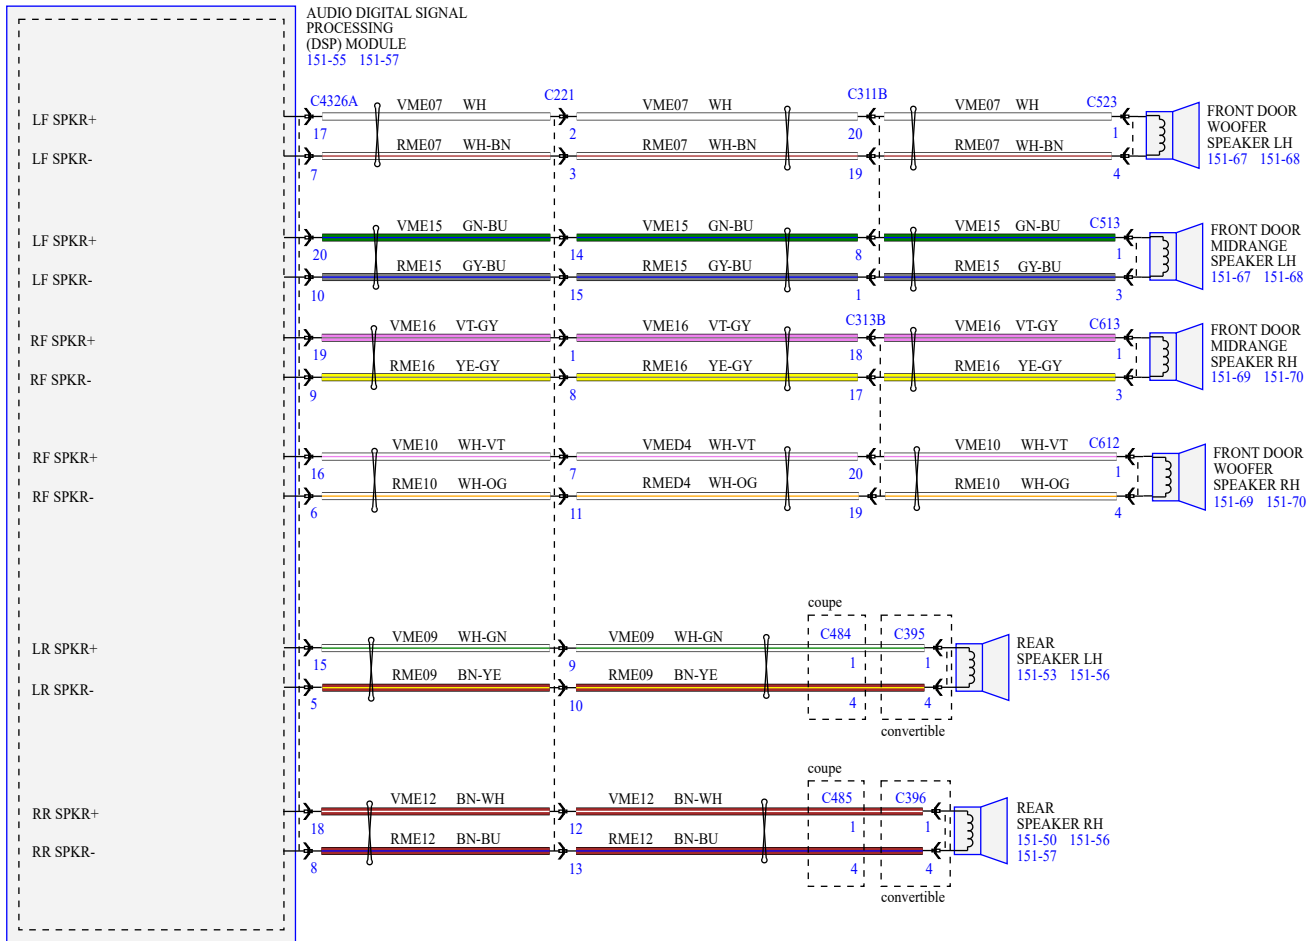 AUDIO DIGITAL SIGNAL
PROCESSING
(DSP) MODULE
151-55 151-57
C4326A VME07 WH C221 VME07 WH C311B VME07 WH C523
LF SPKR+ 17 2 20 1
FRONT DOOR
WOOFER
SPEAKER LH
151-67 151-68
RME07 WH-BN RME07 WH-BN RME07 WH-BN
LF SPKR- 7 3 19 4
VME15 GN-BU VME15 GN-BU VME15 GN-BU C513
LF SPKR+ 20 14 8 1
FRONT DOOR
MIDRANGE
SPEAKER LH
151-67 151-68
RME15 GY-BU RME15 GY-BU RME15 GY-BU
LF SPKR- 10 15 1 3
VME16 VT-GY VME16 VT-GY C313B VME16 VT-GY C613
RF SPKR+ 19 1 18 1
FRONT DOOR
MIDRANGE
SPEAKER RH
151-69 151-70
RME16 YE-GY RME16 YE-GY RME16 YE-GY
RF SPKR- 9 8 17 3
VME10 WH-VT VMED4 WH-VT VME10 WH-VT C612
RF SPKR+ 16 7 20 1
FRONT DOOR
WOOFER
SPEAKER RH
151-69 151-70
RME10 WH-OG RMED4 WH-OG RME10 WH-OG
RF SPKR- 6 11 19 4
coupe
VME09 WH-GN VME09 WH-GN C484 C395
LR SPKR+ 15 9 1 1
REAR
SPEAKER LH
151-53 151-56
RME09 BN-YE RME09 BN-YE
LR SPKR- 5 10 4 4
convertible
coupe
VME12 BN-WH VME12 BN-WH C485 C396
RR SPKR+ 18 12 1 1
REAR
SPEAKER RH
151-50 151-56
151-57
RME12 BN-BU RME12 BN-BU
RR SPKR- 8 13 4 4
convertible